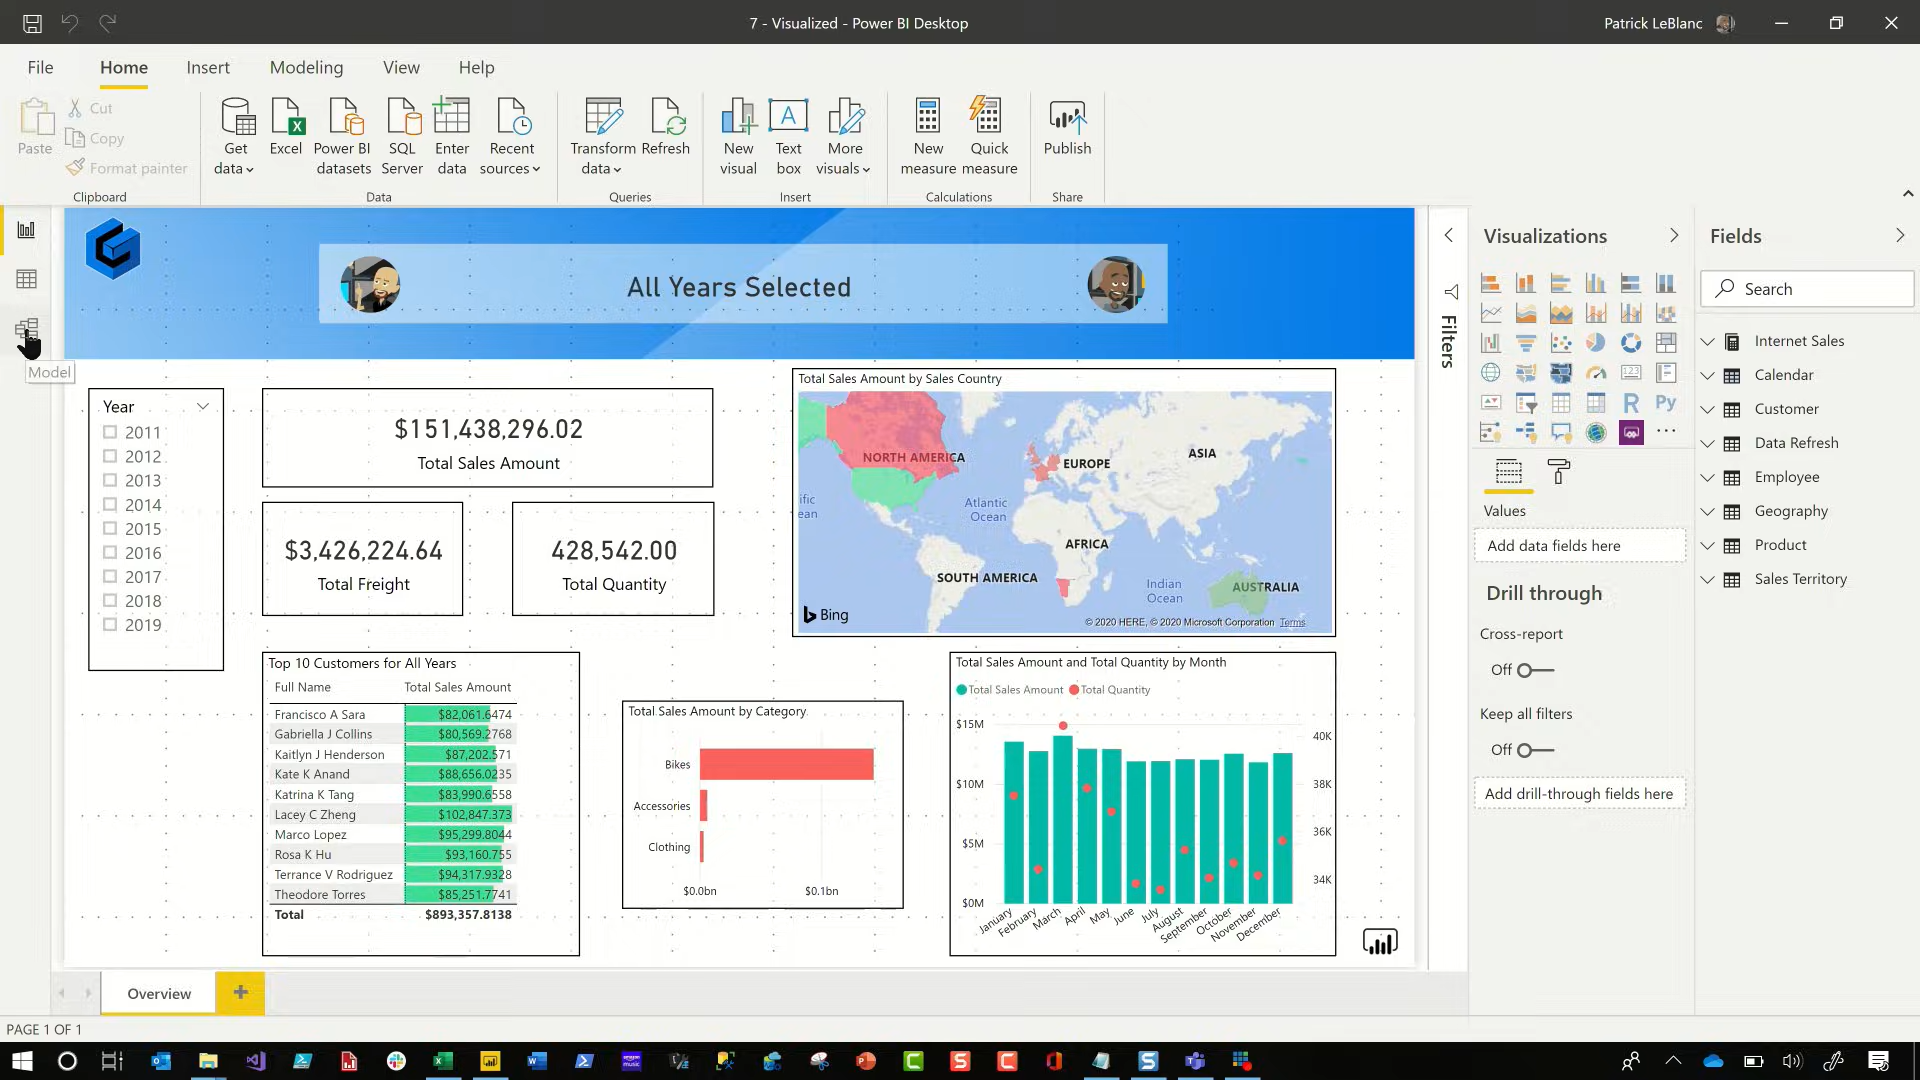 7 - Visualized - Power BI Desktop
Patrick LeBlanc
File
Home
Insert
Modeling
View
Help
Paste
Cut
Copy
Format painter
Clipboard
Get data
Excel
Power BI datasets
SQL Server
Enter data
Recent sources
Data
Transform data
Refresh
Queries
New visual
Text box
More visuals
Insert
New measure
Quick measure
Calculations
Publish
Share
Model
All Years Selected
Year
2011
2012
2013
2014
2015
2016
2017
2018
2019
$151,438,296.02
Total Sales Amount
$3,426,224.64
Total Freight
428,542.00
Total Quantity
Total Sales Amount by Sales Country
NORTH AMERICA
EUROPE
ASIA
ific
ean
Atlantic
Ocean
AFRICA
SOUTH AMERICA
Indian
Ocean
AUSTRALIA
Bing
© 2020 HERE, © 2020 Microsoft Corporation Terms
Top 10 Customers for All Years
Full Name Total Sales Amount
Francisco A Sara $82,061.6474
Gabriella J Collins $80,569.2768
Kaitlyn J Henderson $87,202.571
Kate K Anand $88,656.0235
Katrina K Tang $83,990.6558
Lacey C Zheng $102,847.373
Marco Lopez $95,299.8044
Rosa K Hu $93,160.755
Terrance V Rodriguez $94,317.9328
Theodore Torres $85,251.7741
Total $893,357.8138
Total Sales Amount by Category
Bikes
Accessories
Clothing
$0.0bn $0.1bn
Total Sales Amount and Total Quantity by Month
Total Sales Amount Total Quantity
$15M
$10M
$5M
$0M
40K
38K
36K
34K
January
February
March
April
May
June
July
August
September
October
November
December
Filters
Visualizations
123
R
Py
Values
Add data fields here
Drill through
Cross-report
Off
Keep all filters
Off
Add drill-through fields here
Fields
Search
Internet Sales
Calendar
Customer
Data Refresh
Employee
Geography
Product
Sales Territory
Overview
PAGE 1 OF 1